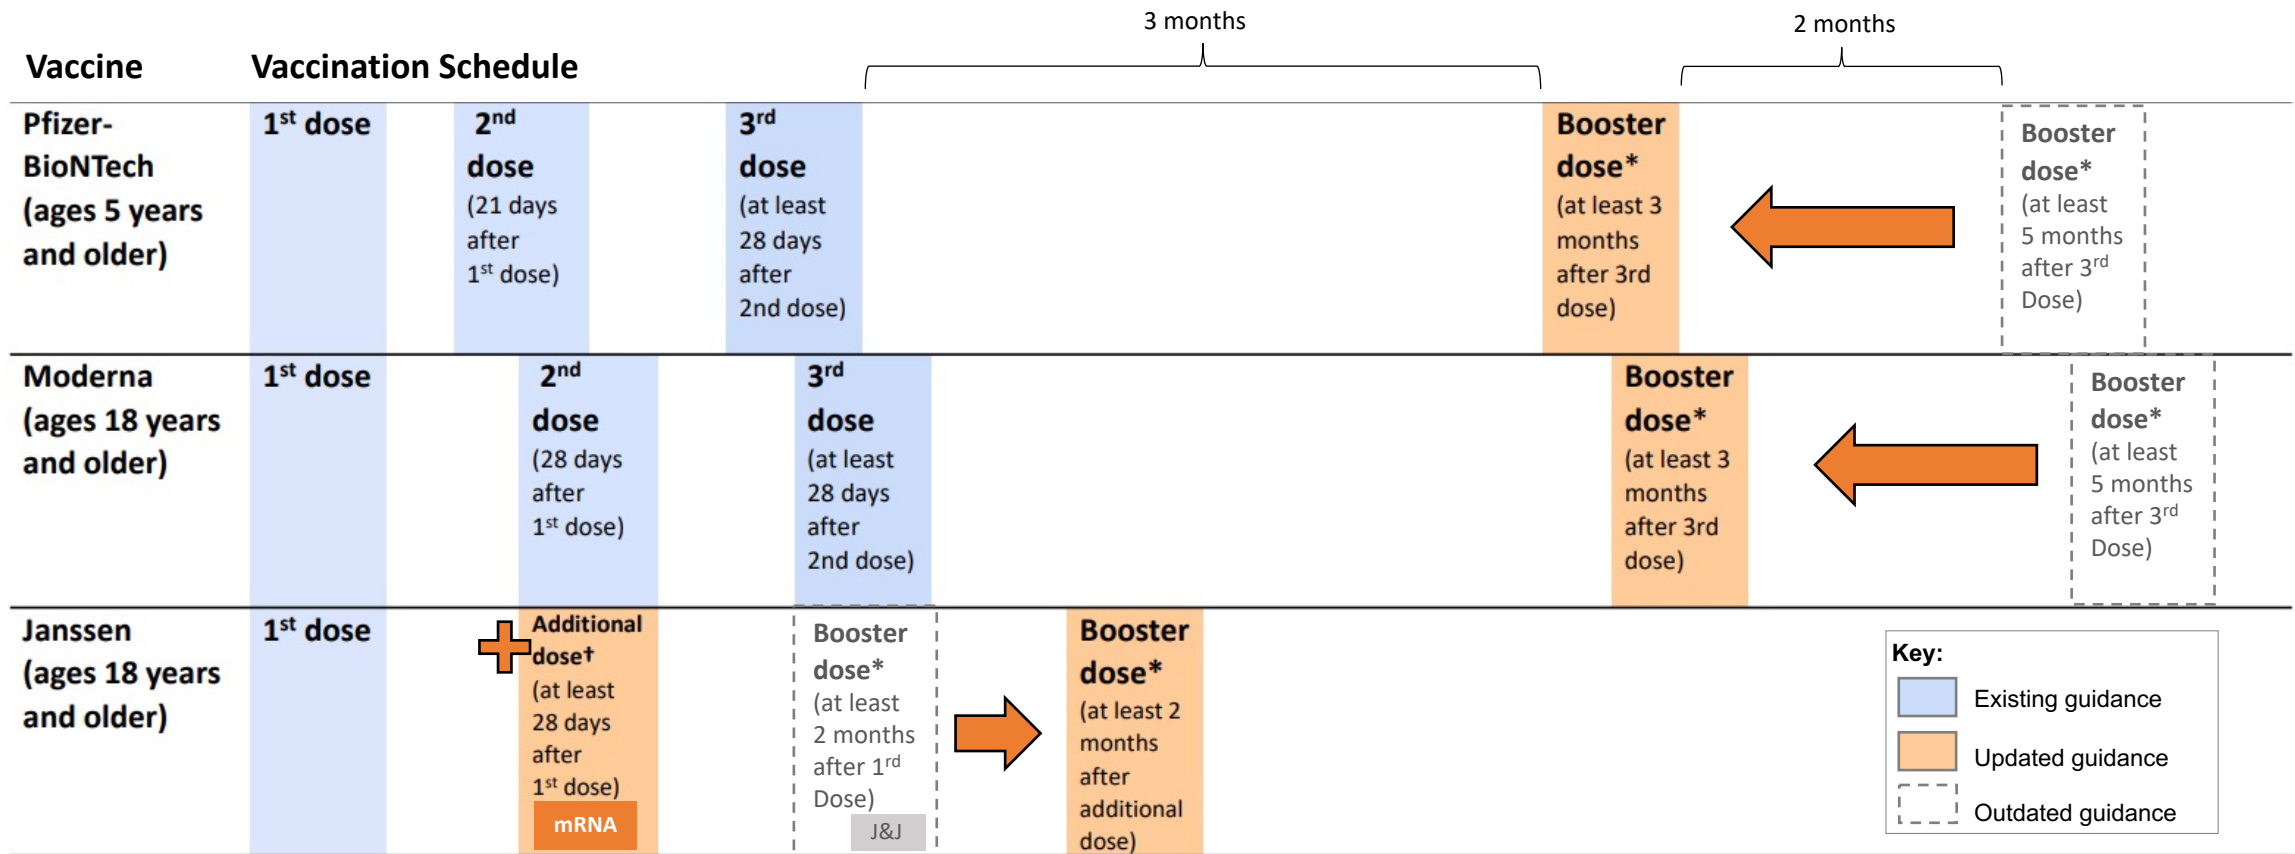 3 months
2 months
Vaccine
Vaccination Schedule
Pfizer-
BioNTech
(ages 5 years
and older)
1st dose
2nd
dose
(21 days
after
1st dose)
3rd
dose
(at least
28 days
after
2nd dose)
Booster
dose*
(at least 3
months
after 3rd
dose)
Booster
dose*
(at least
5 months
after 3rd
Dose)
Moderna
(ages 18 years
and older)
1st dose
2nd
dose
(28 days
after
1st dose)
3rd
dose
(at least
28 days
after
2nd dose)
Booster
dose*
(at least 3
months
after 3rd
dose)
Booster
dose*
(at least
5 months
after 3rd
Dose)
Janssen
(ages 18 years
and older)
1st dose
Additional
dose†
(at least
28 days
after
1st dose)
mRNA
Booster
dose*
(at least
2 months
after 1rd
Dose)
J&J
Booster
dose*
(at least 2
months
after
additional
dose)
Key:
Existing guidance
Updated guidance
Outdated guidance